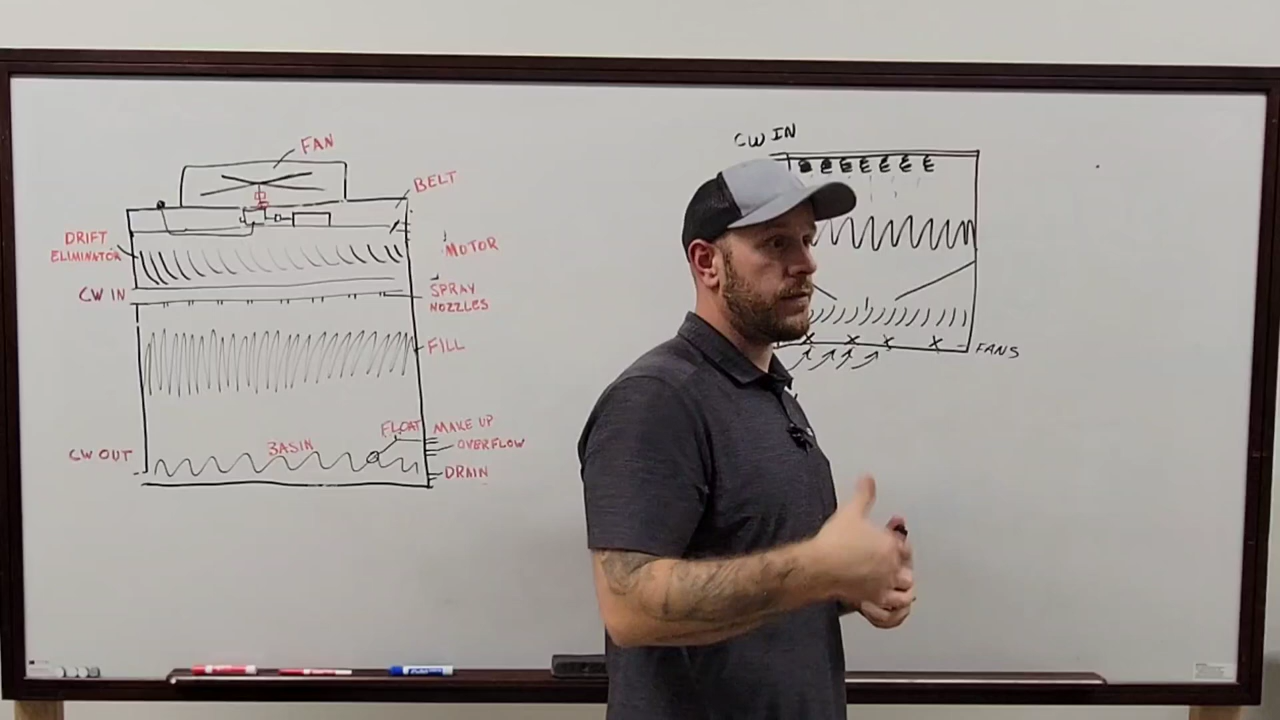 FAN
BELT
DRIFT
ELIMINATOR
MOTOR
CW IN
SPRAY
NOZZLES
FILL
FLOAT
MAKE UP
BASIN
OVERFLOW
CW OUT
DRAIN
CW IN
FANS